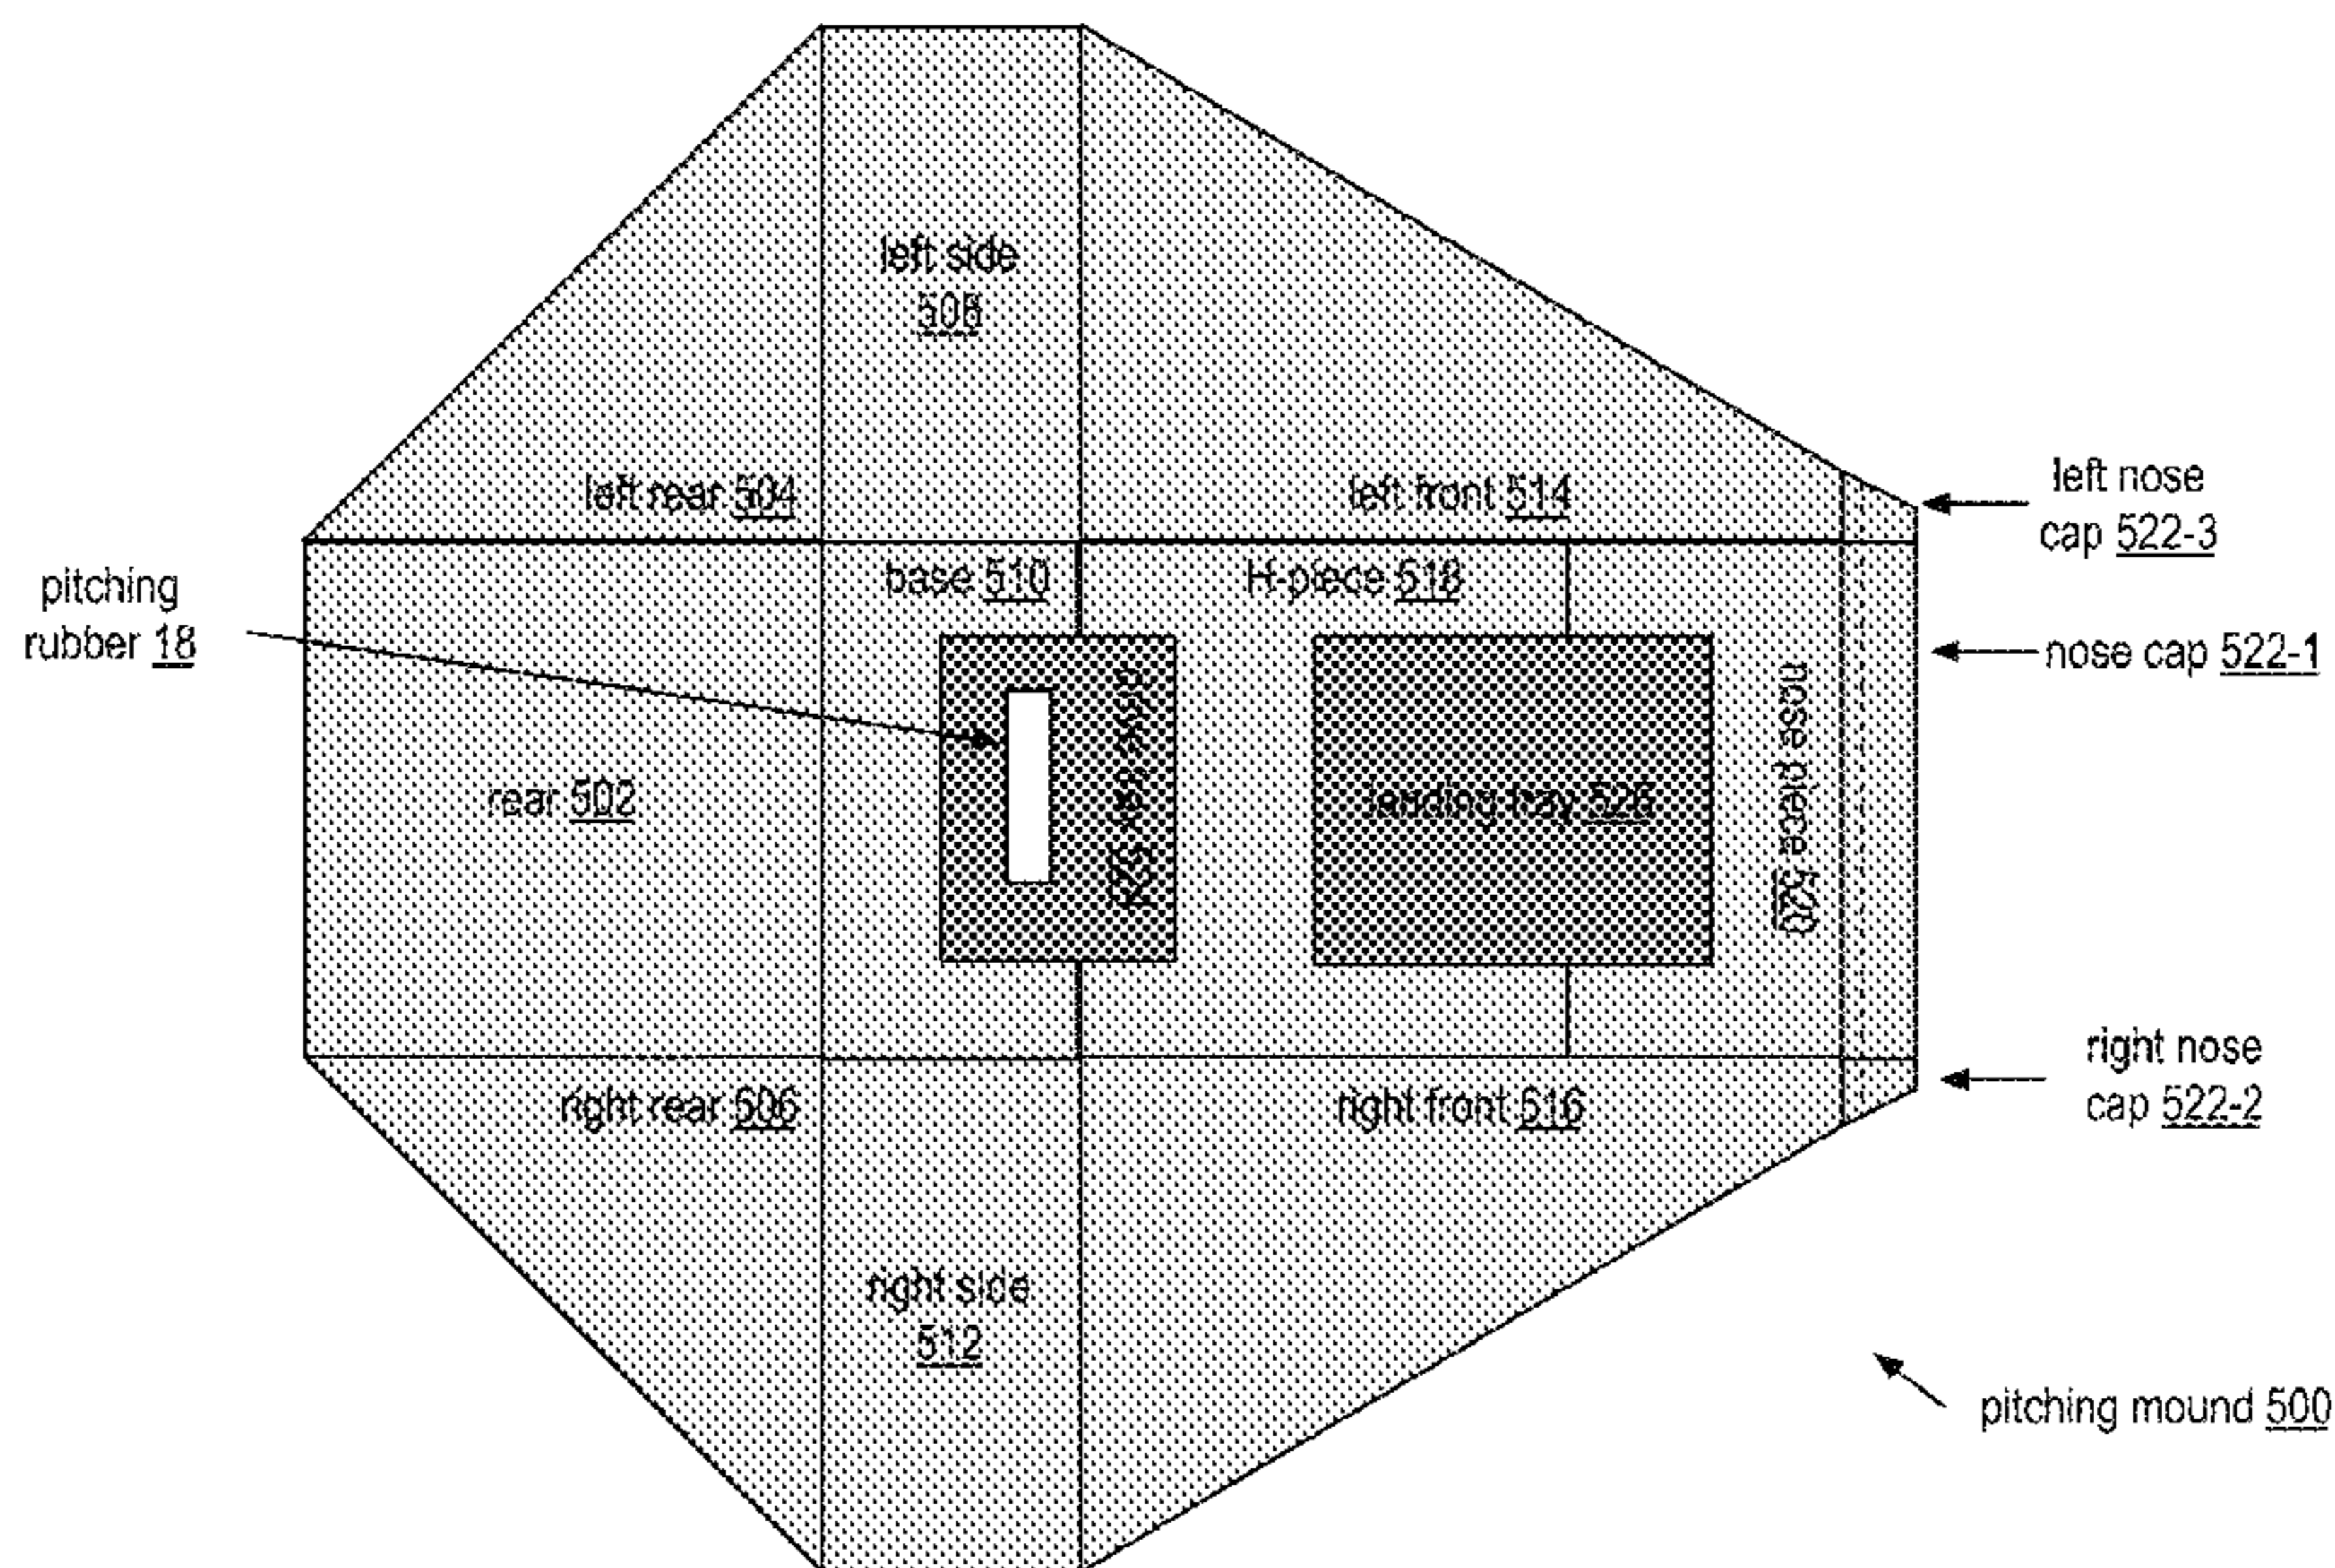 left side
508
left rear 504
left front 514
left nose
cap 522-3
pitching
rubber 18
base 510
H-piece 518
nose cap 522-1
rear 502
landing tray 526
nose piece 520
right nose
cap 522-2
right rear 506
right front 516
right side
512
pitching mound 500